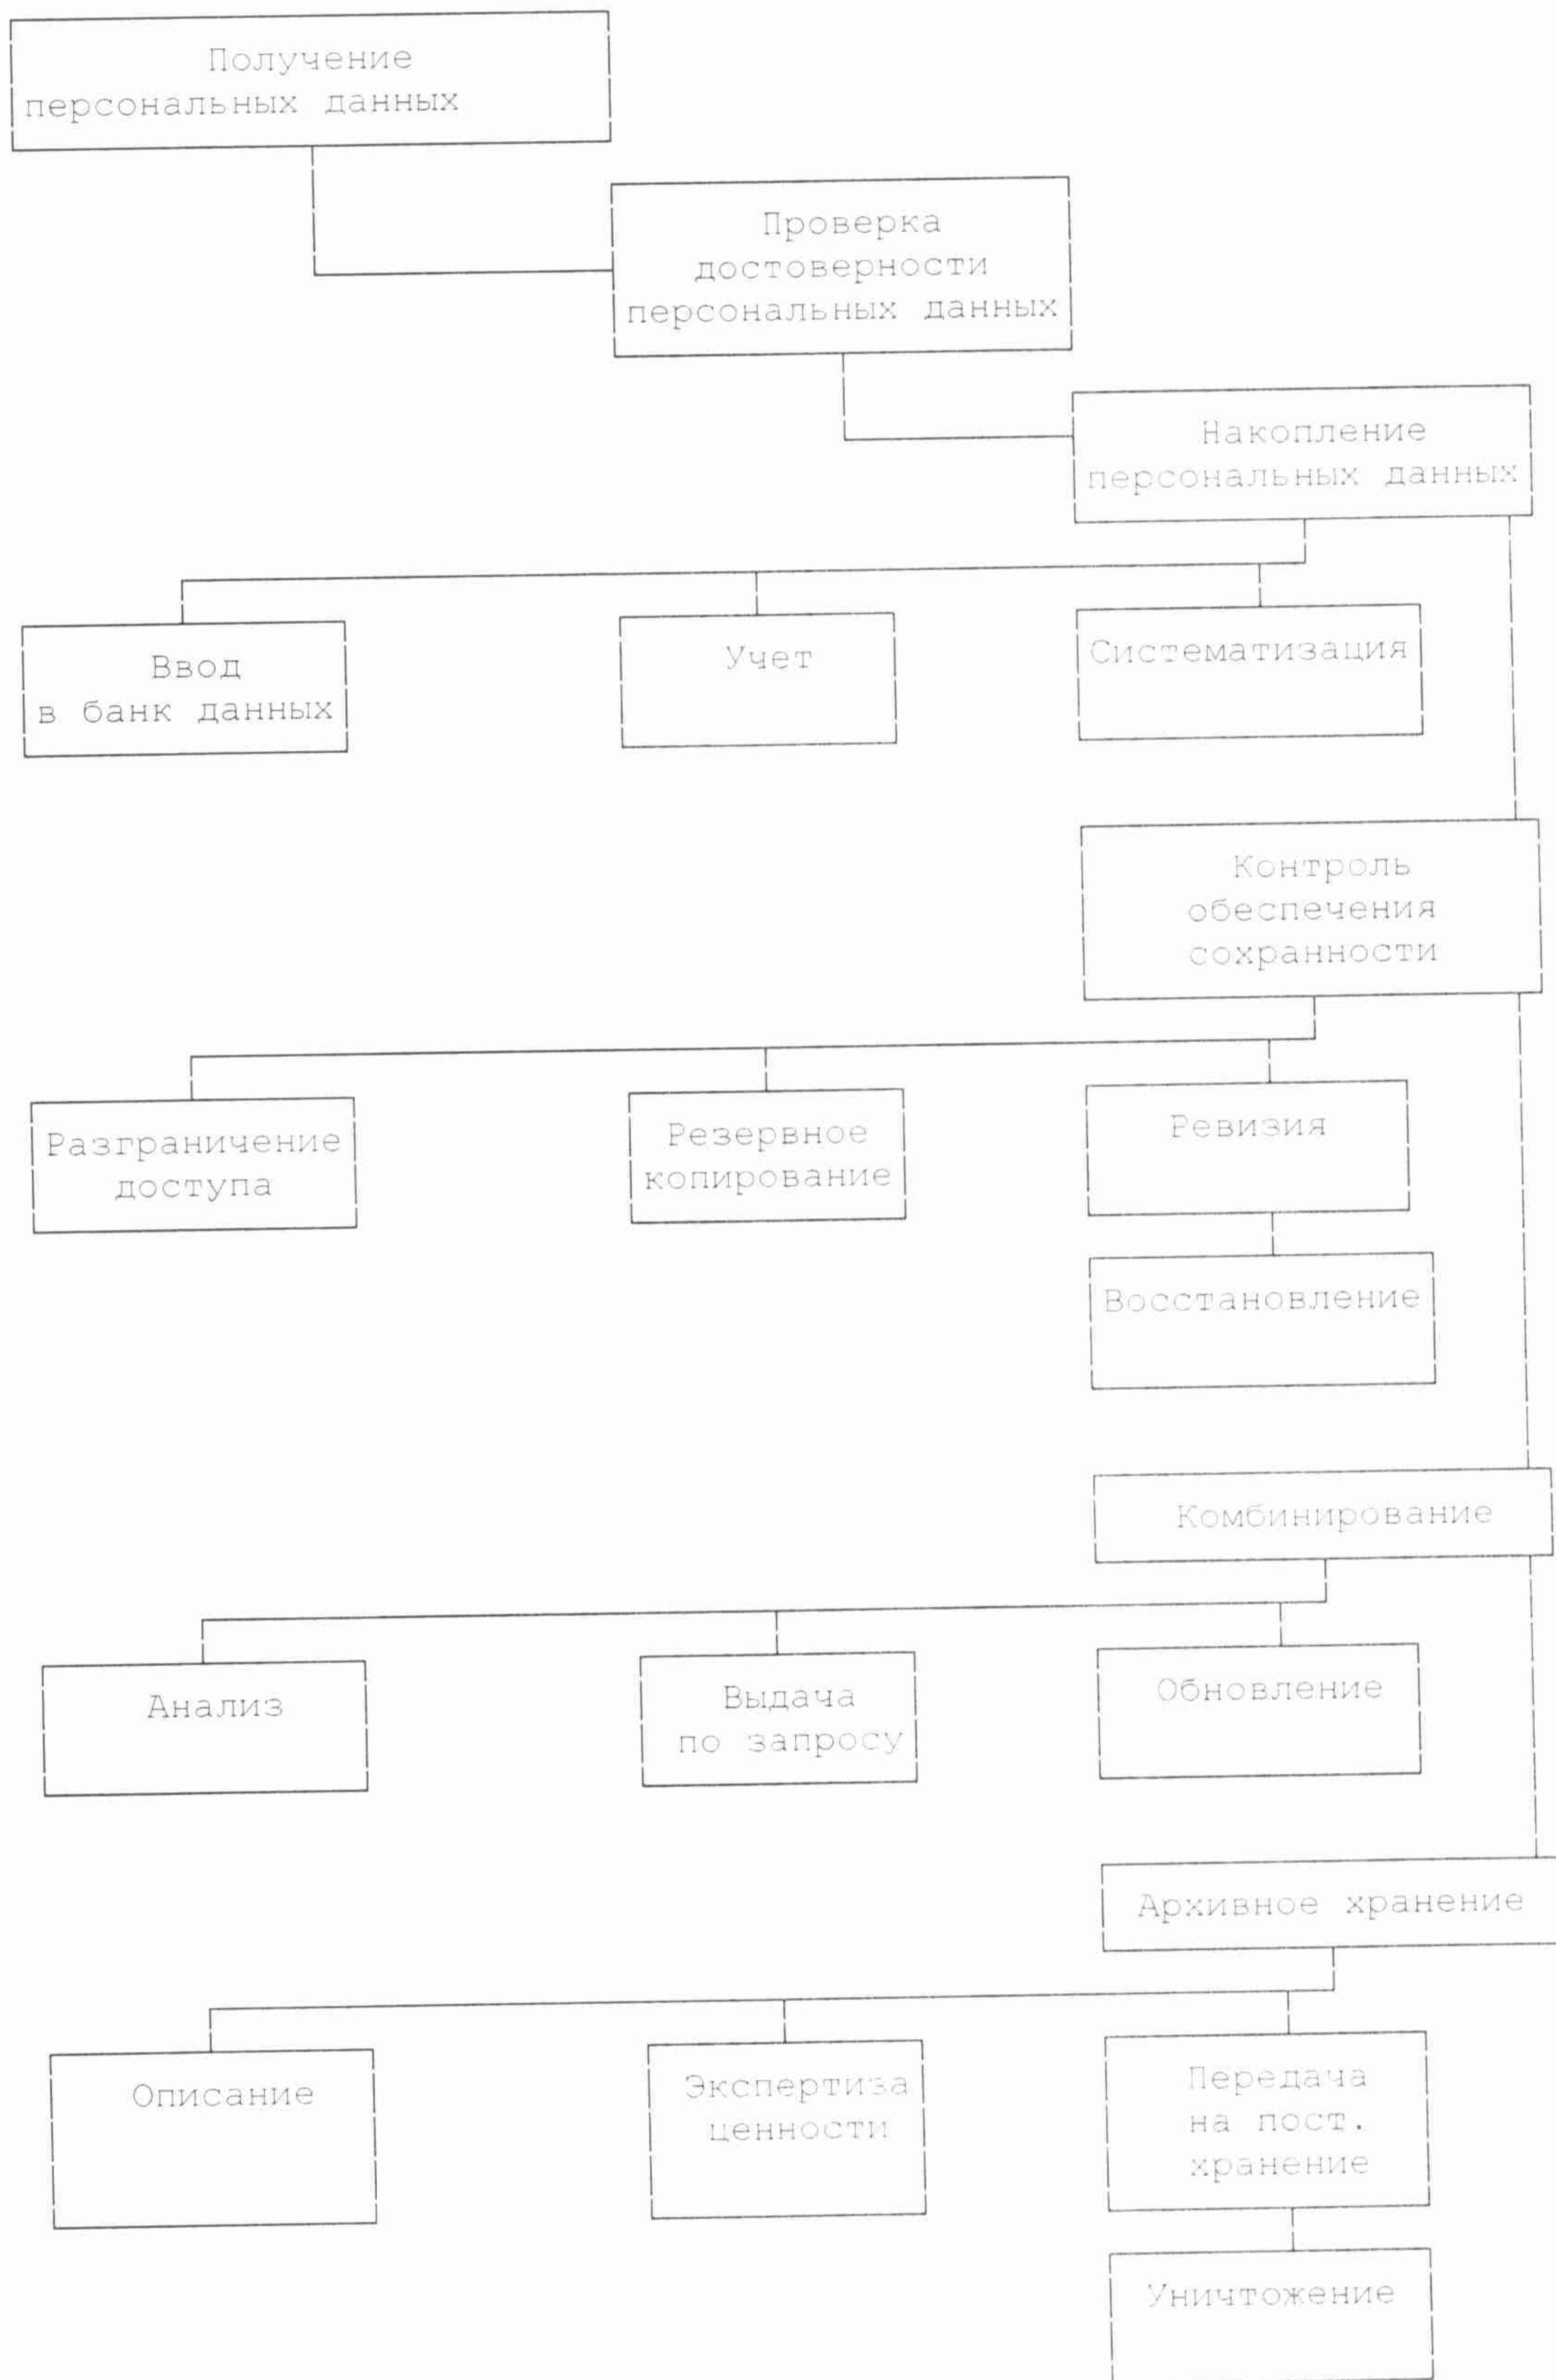 Получение
персональных данных
Проверка
достоверности
персональных данных
Накопление
персональных данных
Ввод
в банк данных
Учет
Систематизация
Контроль
обеспечения
сохранности
Разграничение
доступа
Резервное
копирование
Ревизия
Восстановление
Комбинирование
Анализ
Выдача
по запросу
Обновление
Архивное хранение
Описание
Экспертиза
ценности
Передача
на пост.
хранение
Уничтожение